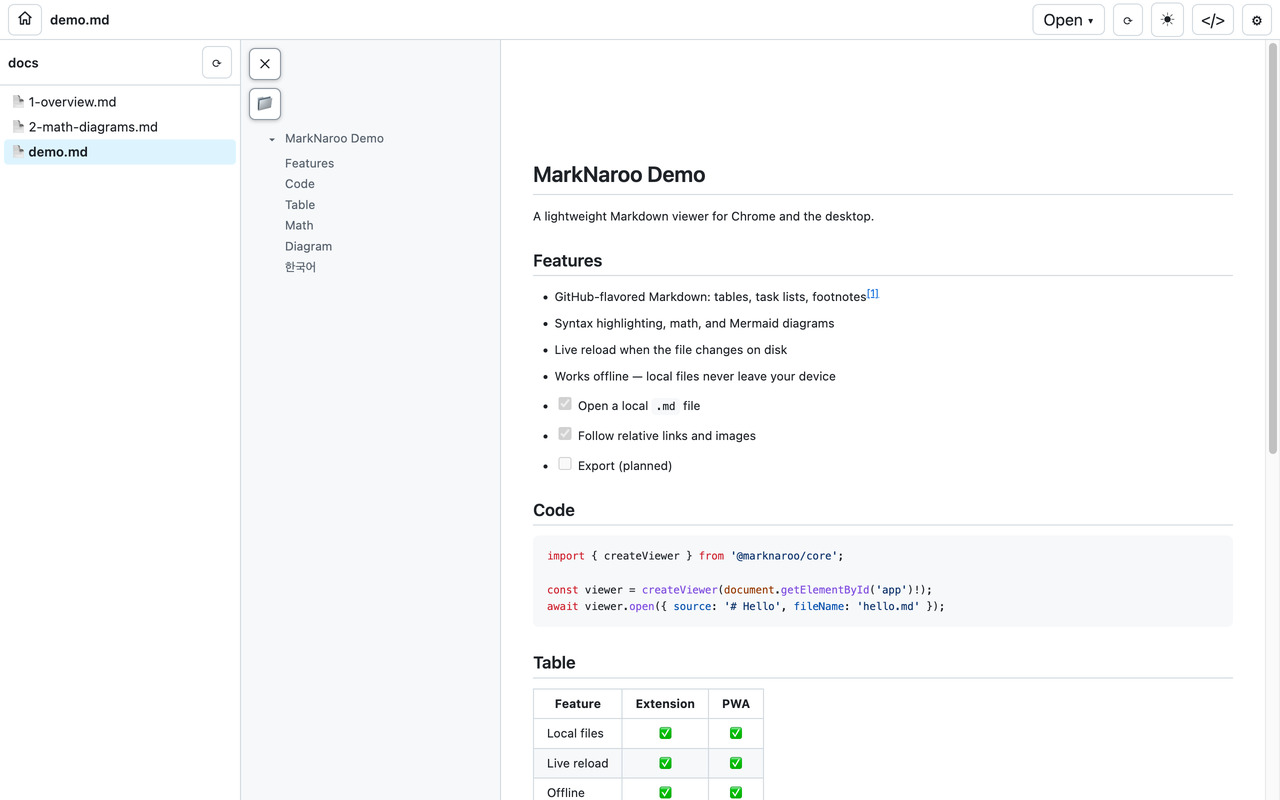 demo.md
Open ▾
</>
docs
1-overview.md
2-math-diagrams.md
demo.md
MarkNaroo Demo
Features
Code
Table
Math
Diagram
한국어
MarkNaroo Demo
A lightweight Markdown viewer for Chrome and the desktop.
Features
• GitHub-flavored Markdown: tables, task lists, footnotes[1]
• Syntax highlighting, math, and Mermaid diagrams
• Live reload when the file changes on disk
• Works offline — local files never leave your device
• Open a local .md file
• Follow relative links and images
• Export (planned)
Code
import { createViewer } from '@marknaroo/core';
const viewer = createViewer(document.getElementById('app')!);
await viewer.open({ source: '# Hello', fileName: 'hello.md' });
Table
Feature Extension PWA
Local files ✅ ✅
Live reload ✅ ✅
Offline ✅ ✅